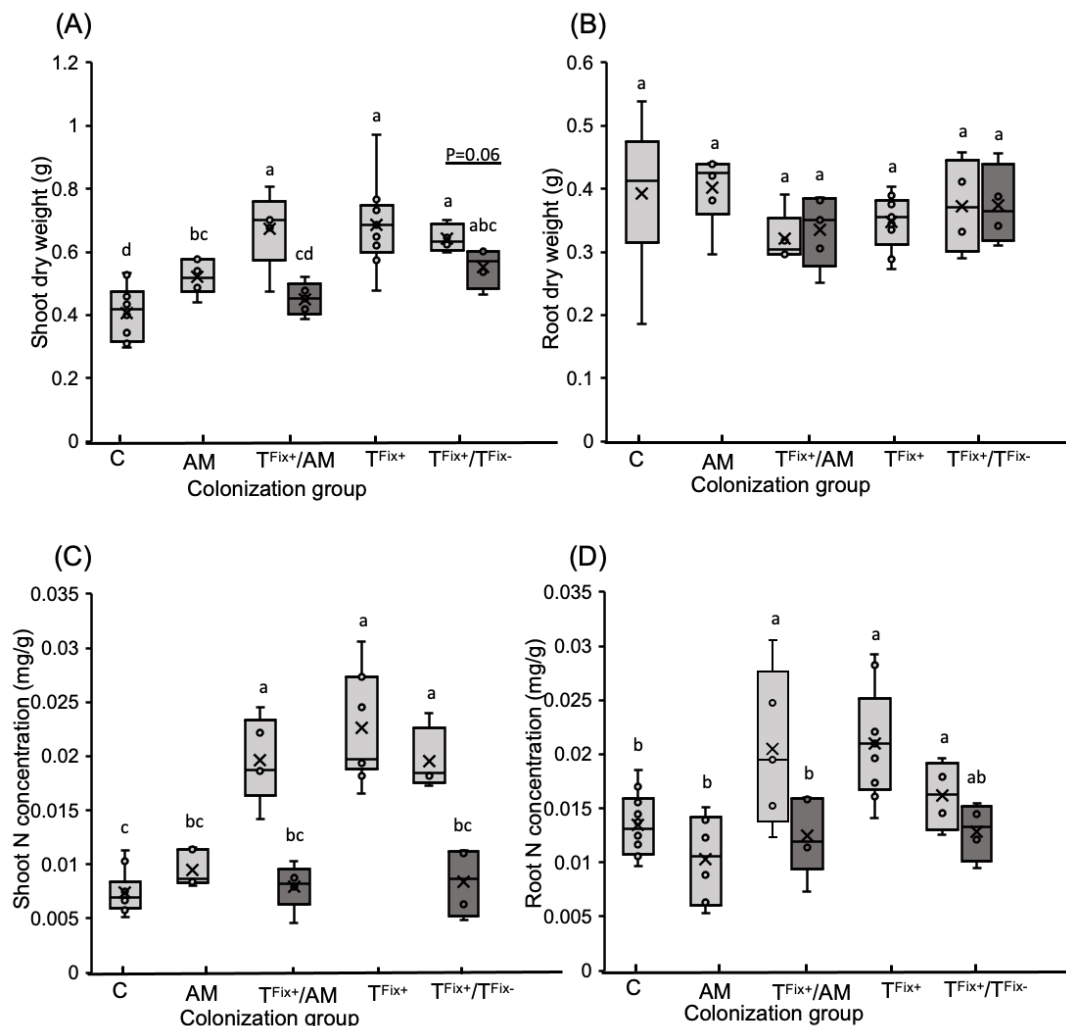 (A)
Shoot dry weight (g)
1.2
1
0.8
0.6
0.4
0.2
0
d
bc
a
cd
a
P=0.06
a
abc
C
AM
TFix+/AM
TFix+
TFix+/TFix-
Colonization group
(B)
Root dry weight (g)
0.6
0.5
0.4
0.3
0.2
0.1
0
a
a
a
a
a
a
a
C
AM
TFix+/AM
TFix+
TFix+/TFix-
Colonization group
(C)
Shoot N concentration (mg/g)
0.035
0.03
0.025
0.02
0.015
0.01
0.005
0
c
bc
a
bc
a
a
bc
C
AM
TFix+/AM
TFix+
TFix+/TFix-
Colonization group
(D)
Root N concentration (mg/g)
0.035
0.03
0.025
0.02
0.015
0.01
0.005
0
b
b
a
b
a
a
ab
C
AM
TFix+/AM
TFix+
TFix+/TFix-
Colonization group